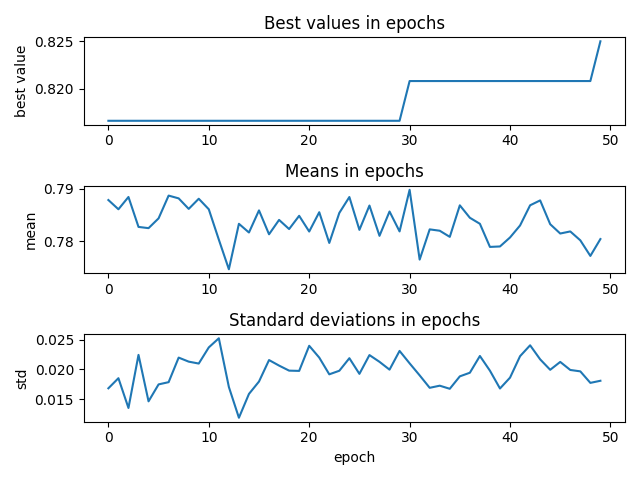 Best values in epochs
0.825
0.820
best value
0 10 20 30 40 50
Means in epochs
0.79
0.78
mean
0 10 20 30 40 50
Standard deviations in epochs
0.025
0.020
0.015
std
0 10 20 30 40 50
epoch